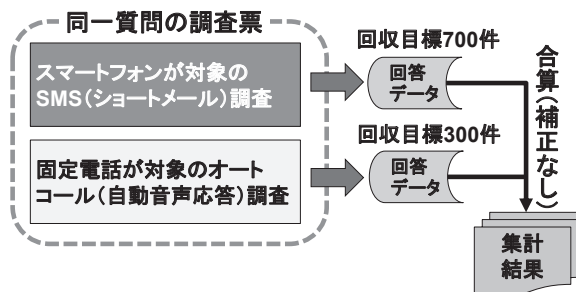 同一質問の調査票
スマートフォンが対象の
SMS（ショートメール）調査
回収目標700件
回答
データ
固定電話が対象のオート
コール（自動音声応答）調査
回収目標300件
回答
データ
合算（補正なし）
集計
結果